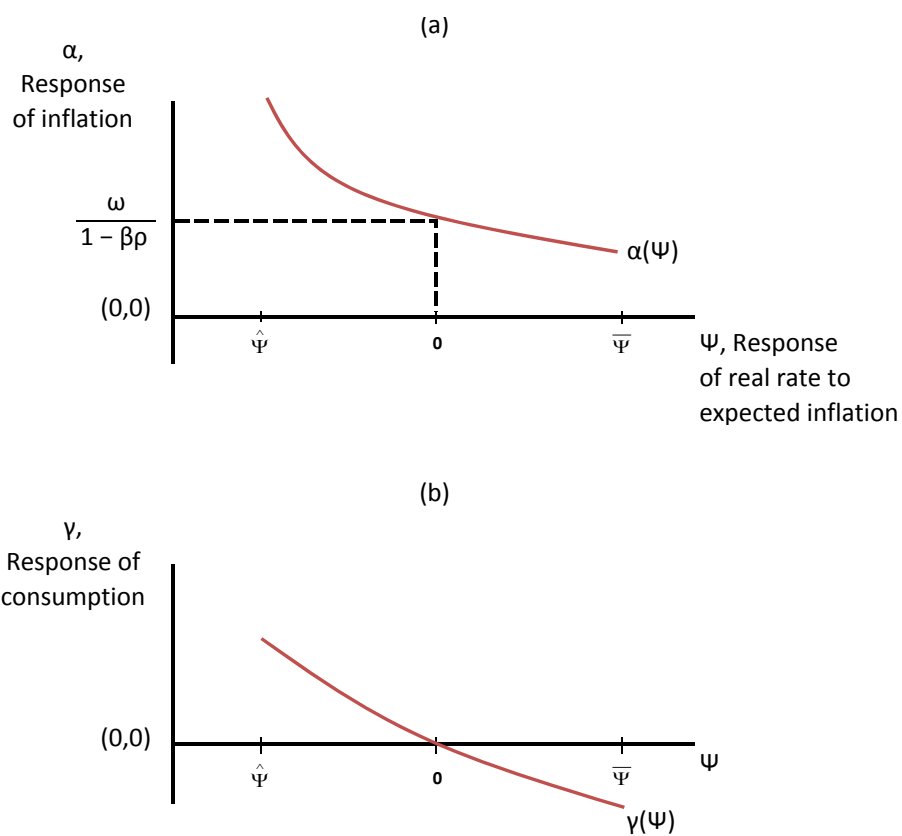 (a)
α,
Response
of inflation
ω
1 − βρ
α(Ψ)
(0,0)
Ψ̂
0
Ψ̅
Ψ, Response
of real rate to
expected inflation
(b)
γ,
Response of
consumption
(0,0)
Ψ̂
0
Ψ̅
Ψ
γ(Ψ)